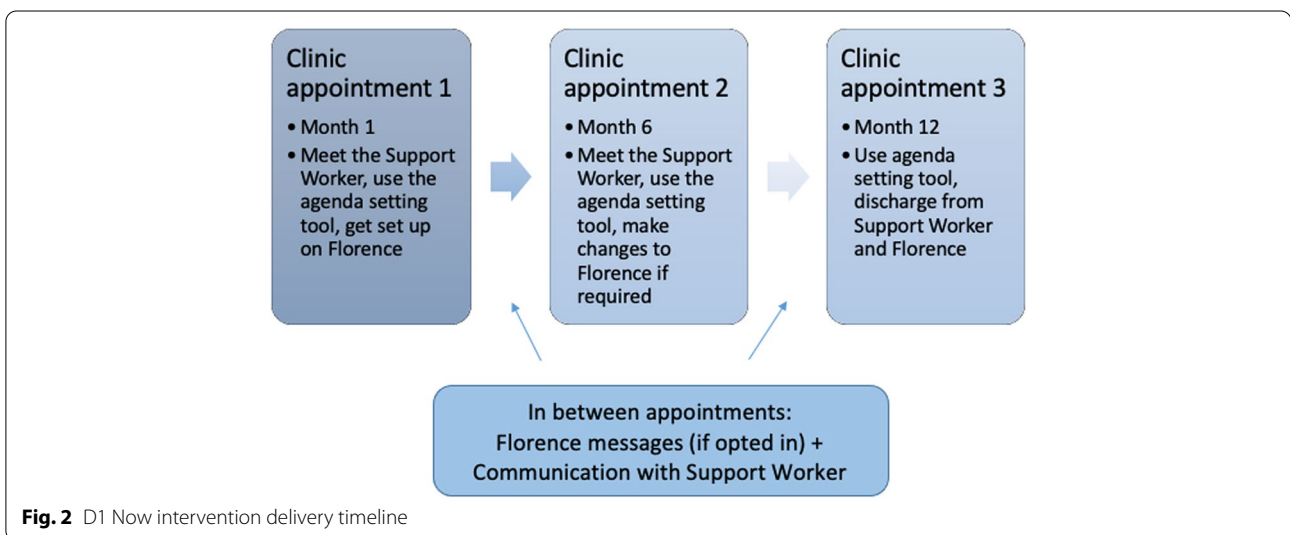 Clinic
appointment 1
• Month 1
• Meet the Support
Worker, use the
agenda setting
tool, get set up
on Florence
Clinic
appointment 2
• Month 6
• Meet the Support
Worker, use the
agenda setting
tool, make
changes to
Florence if
required
Clinic
appointment 3
• Month 12
• Use agenda
setting tool,
discharge from
Support Worker
and Florence
In between appointments:
Florence messages (if opted in) +
Communication with Support Worker
Fig. 2 D1 Now intervention delivery timeline